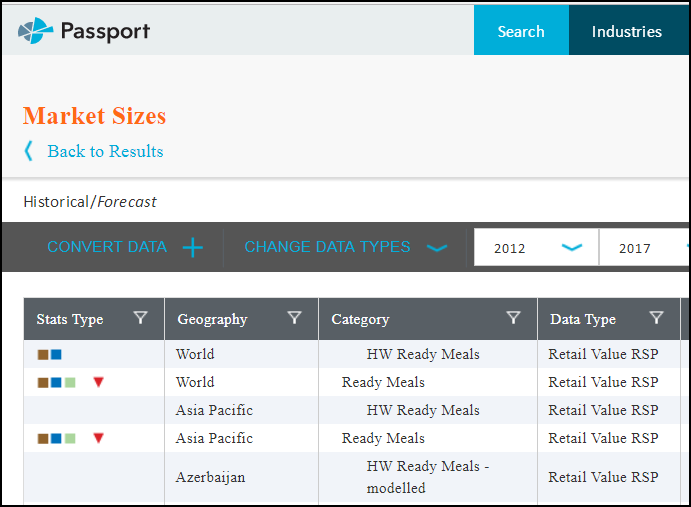 Passport
Search
Industries
Market Sizes
Back to Results
Historical/Forecast
CONVERT DATA
CHANGE DATA TYPES
2012
2017
Stats Type Geography Category Data Type
World HW Ready Meals Retail Value RSP
World Ready Meals Retail Value RSP
Asia Pacific HW Ready Meals Retail Value RSP
Asia Pacific Ready Meals Retail Value RSP
Azerbaijan HW Ready Meals - Retail Value RSP
modelled